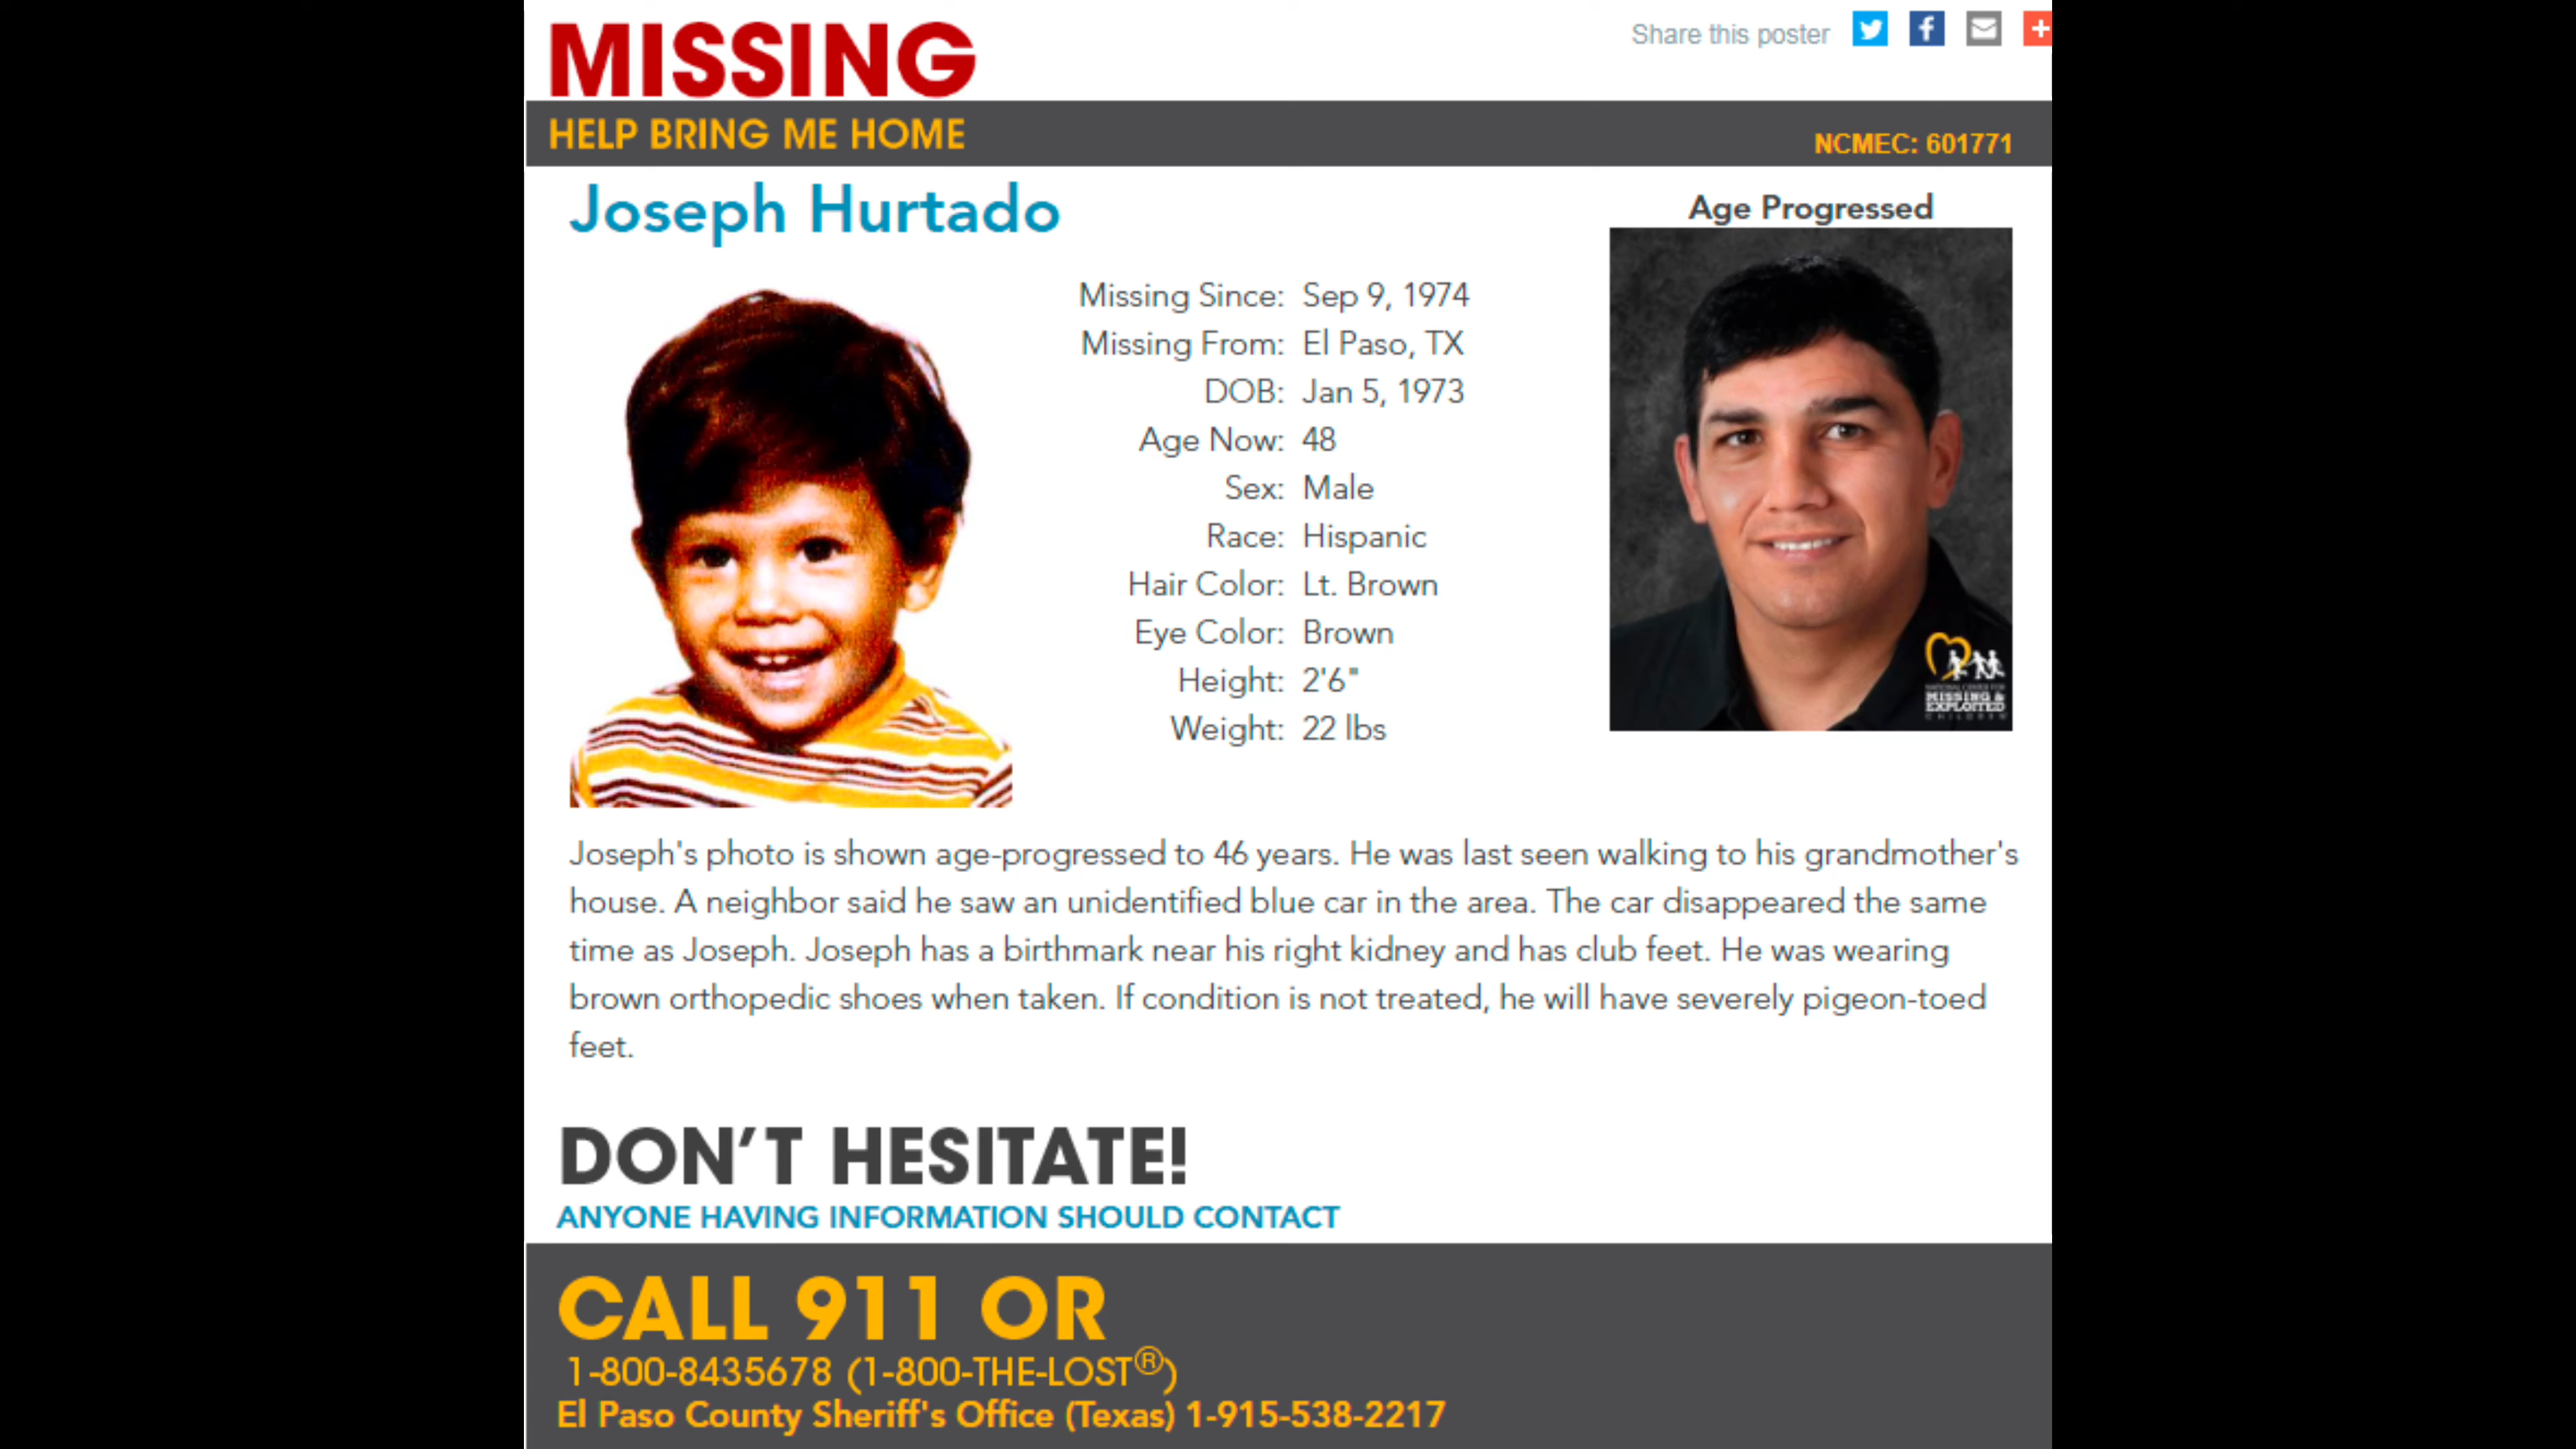 MISSING
Share this poster
HELP BRING ME HOME
NCMEC: 601771
Joseph Hurtado
Age Progressed
Missing Since: Sep 9, 1974
Missing From: El Paso, TX
DOB: Jan 5, 1973
Age Now: 48
Sex: Male
Race: Hispanic
Hair Color: Lt. Brown
Eye Color: Brown
Height: 2'6"
Weight: 22 lbs
NATIONAL CENTER FOR
MISSING &
EXPLOITED
CHILDREN
Joseph's photo is shown age-progressed to 46 years. He was last seen walking to his grandmother's
house. A neighbor said he saw an unidentified blue car in the area. The car disappeared the same
time as Joseph. Joseph has a birthmark near his right kidney and has club feet. He was wearing
brown orthopedic shoes when taken. If condition is not treated, he will have severely pigeon-toed
feet.
DON'T HESITATE!
ANYONE HAVING INFORMATION SHOULD CONTACT
CALL 911 OR
1-800-8435678 (1-800-THE-LOST®)
El Paso County Sheriff's Office (Texas) 1-915-538-2217